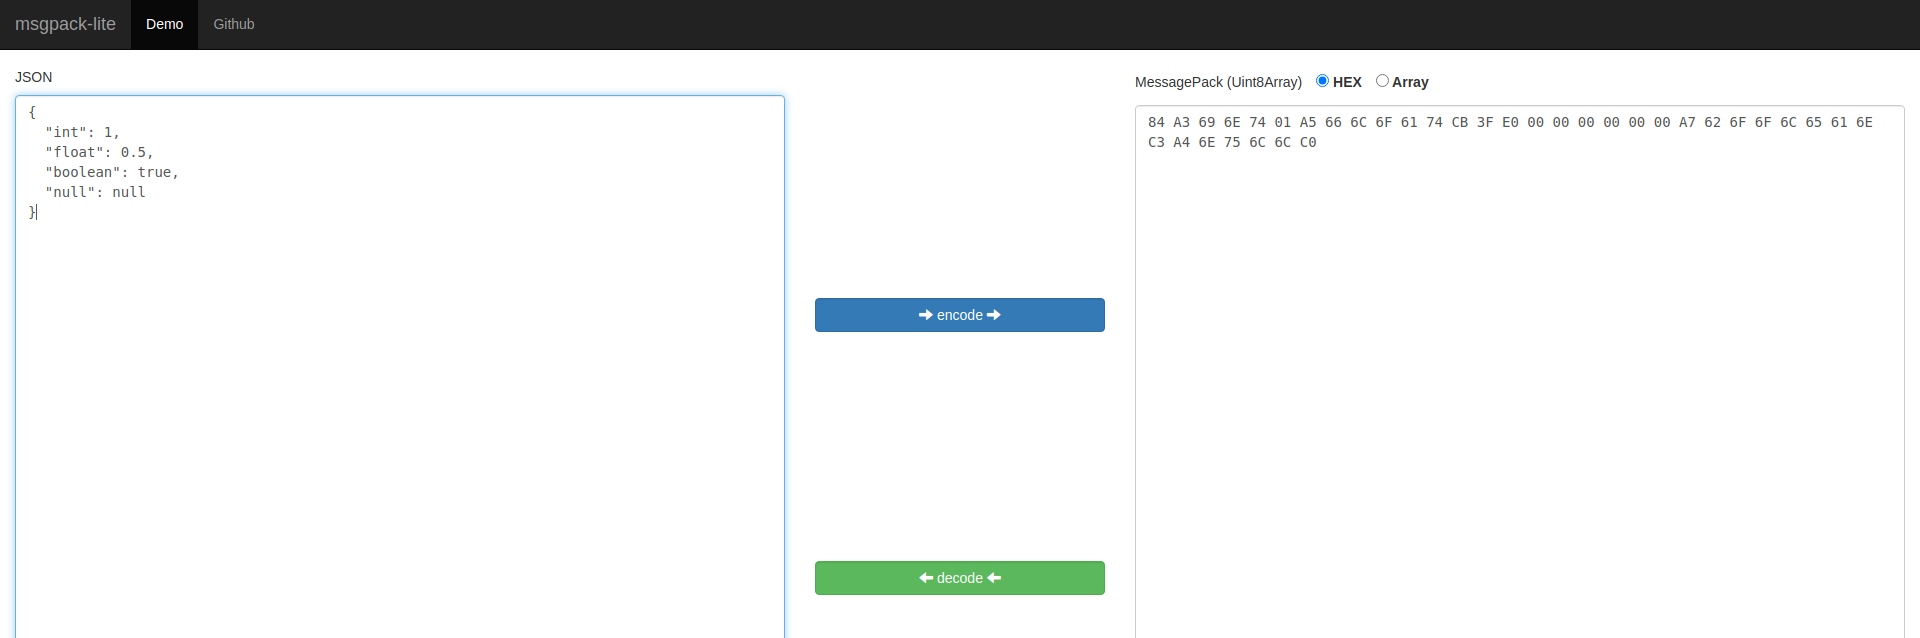 msgpack-lite Demo Github
JSON
{
  "int": 1,
  "float": 0.5,
  "boolean": true,
  "null": null
}
encode
decode
MessagePack (Uint8Array) HEX Array
84 A3 69 6E 74 01 A5 66 6C 6F 61 74 CB 3F E0 00 00 00 00 00 00 A7 62 6F 6F 6C 65 61 6E
C3 A4 6E 75 6C 6C C0